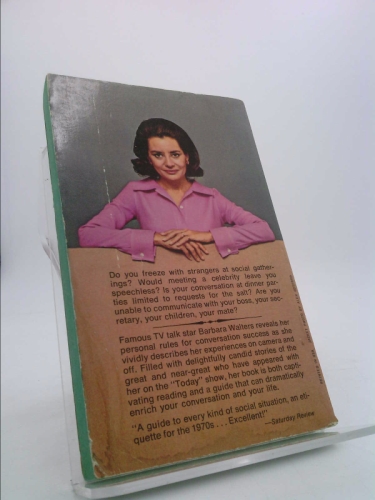 Do you freeze with strangers at social gather-
ings? Would meeting a celebrity leave you
speechless? Is your conversation at dinner par-
ties limited to requests for the salt? Are you
unable to communicate with your boss, your sec-
retary, your children, your mate?
Famous TV talk star Barbara Walters reveals her
personal rules for conversation success as she
vividly describes her experiences on camera and
off. Filled with delightfully candid stories of the
great and near-great who have appeared with
her on the "Today" show, her book is both capti-
vating reading and a guide that can dramatically
enrich your conversation and your life.
"A guide to every kind of social situation, an eti-
quette for the 1970s . . . Excellent!"
—Saturday Review